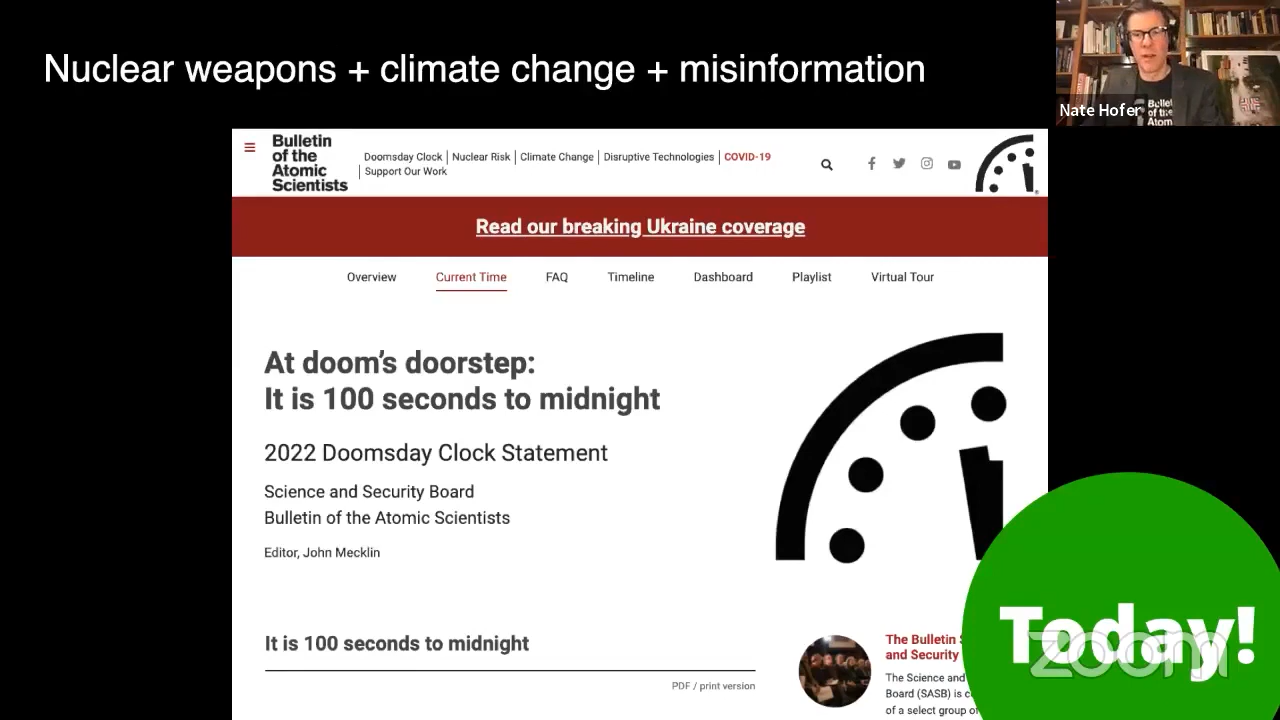 Nuclear weapons + climate change + misinformation
Nate Hofer
Bulletin
of the
Atomic
Scientists
Doomsday Clock | Nuclear Risk | Climate Change | Disruptive Technologies | COVID-19
| Support Our Work
Read our breaking Ukraine coverage
Overview Current Time FAQ Timeline Dashboard Playlist Virtual Tour
At doom's doorstep:
It is 100 seconds to midnight
2022 Doomsday Clock Statement
Science and Security Board
Bulletin of the Atomic Scientists
Editor, John Mecklin
It is 100 seconds to midnight
PDF / print version
The Bulletin
and Security
The Science and
Board (SASB) is
of a select group of
Today!
zoom